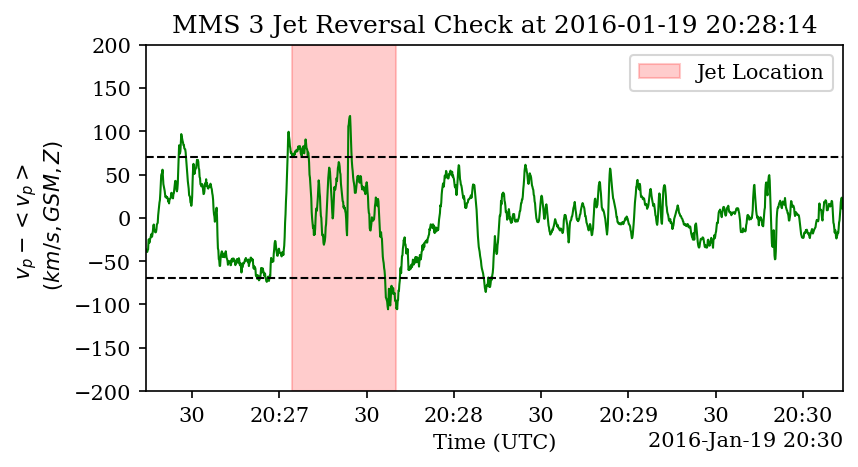 MMS 3 Jet Reversal Check at 2016-01-19 20:28:14
Jet Location
200
150
100
50
0
−50
−100
−150
−200
v_p − <v_p>
(km/s, GSM, Z)
30 20:27 30 20:28 30 20:29 30 20:30
Time (UTC)
2016-Jan-19 20:30